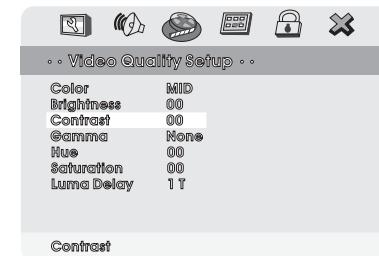 • • Video Quality Setup • •
Color MID
Brightness 00
Contrast 00
Gamma None
Hue 00
Saturation 00
Luma Delay 1 T
Contrast